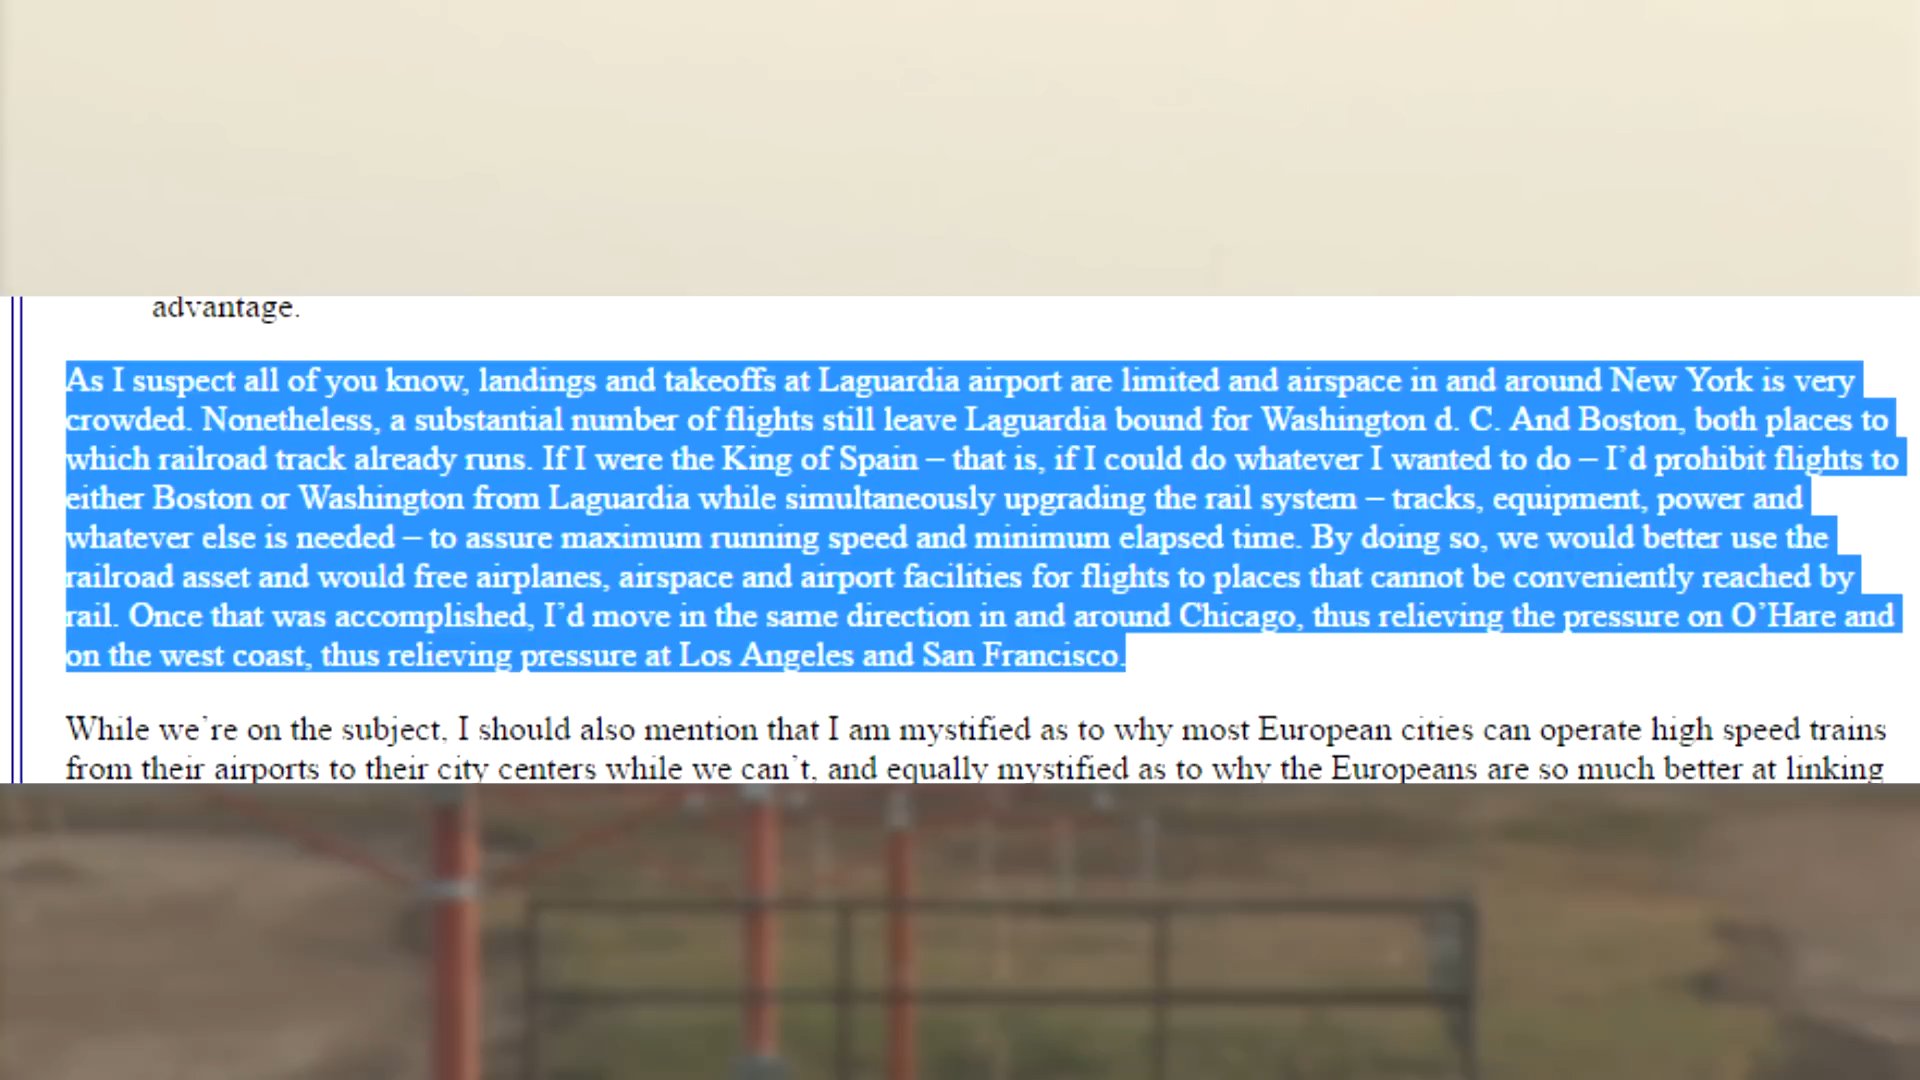 advantage.
As I suspect all of you know, landings and takeoffs at Laguardia airport are limited and airspace in and around New York is very
crowded. Nonetheless, a substantial number of flights still leave Laguardia bound for Washington d. C. And Boston, both places to
which railroad track already runs. If I were the King of Spain – that is, if I could do whatever I wanted to do – I’d prohibit flights to
either Boston or Washington from Laguardia while simultaneously upgrading the rail system – tracks, equipment, power and
whatever else is needed – to assure maximum running speed and minimum elapsed time. By doing so, we would better use the
railroad asset and would free airplanes, airspace and airport facilities for flights to places that cannot be conveniently reached by
rail. Once that was accomplished, I’d move in the same direction in and around Chicago, thus relieving the pressure on O’Hare and
on the west coast, thus relieving pressure at Los Angeles and San Francisco.
While we’re on the subject, I should also mention that I am mystified as to why most European cities can operate high speed trains
from their airports to their city centers while we can’t, and equally mystified as to why the Europeans are so much better at linking